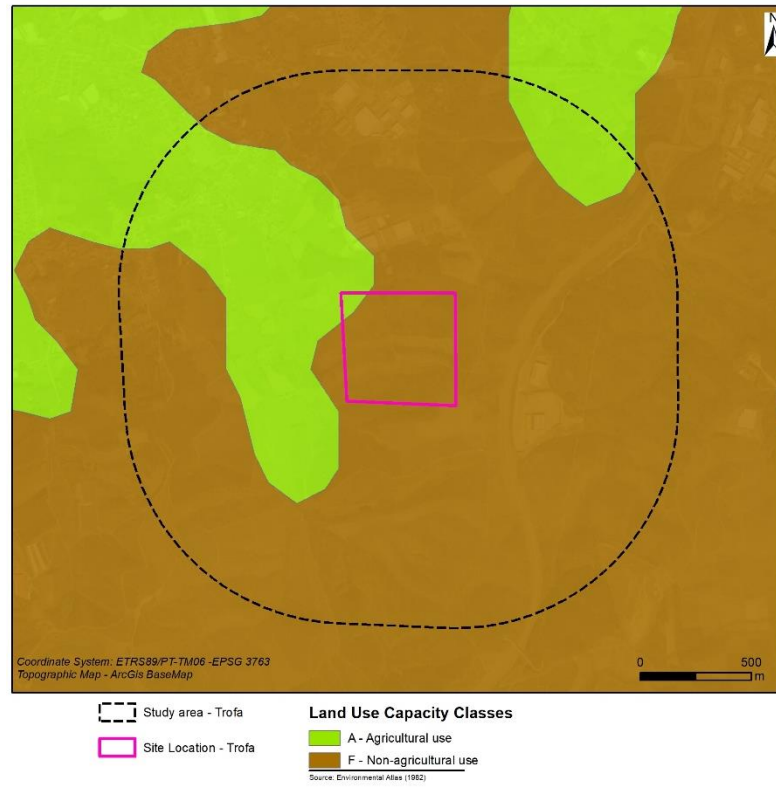 N
Coordinate System: ETRS89/PT-TM06 -EPSG 3763
Topographic Map - ArcGis BaseMap
0 500
m
Study area - Trofa
Site Location - Trofa
Land Use Capacity Classes
A - Agricultural use
F - Non-agricultural use
Source: Environmental Atlas (1982)